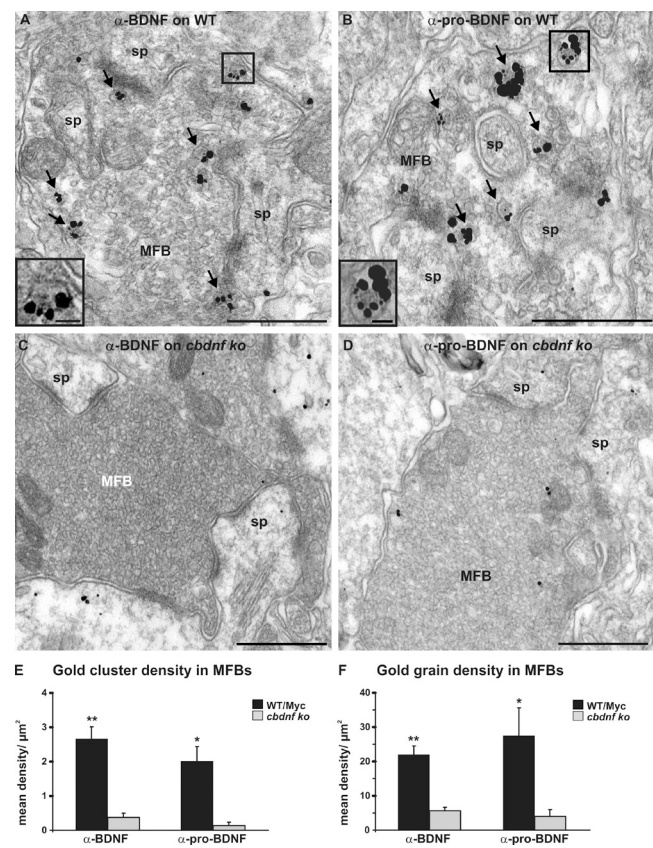 A
α-BDNF on WT
sp
sp
sp
MFB
B
α-pro-BDNF on WT
MFB
sp
sp
sp
C
α-BDNF on cbdnf ko
sp
MFB
sp
D
α-pro-BDNF on cbdnf ko
sp
sp
MFB
E Gold cluster density in MFBs
mean density/ µm²
4
3
2
1
0
WT/Myc
cbdnf ko
**
*
α-BDNF
α-pro-BDNF
F Gold grain density in MFBs
mean density/ µm²
40
30
20
10
0
WT/Myc
cbdnf ko
**
*
α-BDNF
α-pro-BDNF